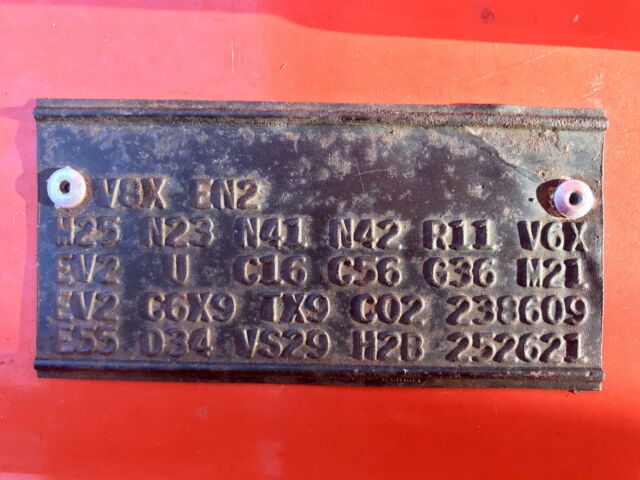 V8X EN2
M25 N23 N41 N42 R11 V6X
EV2 U C16 C56 G36 M21
EV2 C6X9 TX9 C02 238609
E55 D34 VS29 H2B 252621